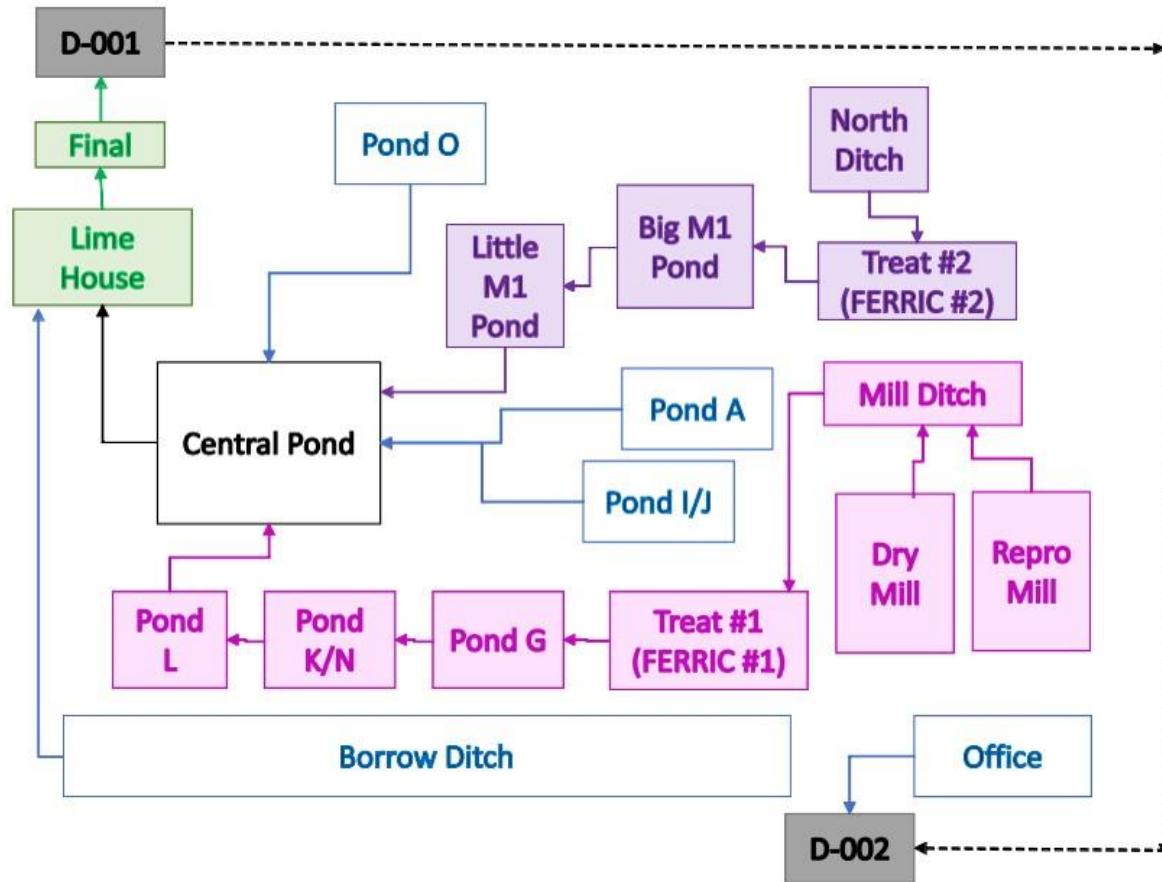 D-001
Final
Lime
House
Pond O
North
Ditch
Big M1
Pond
Little
M1
Pond
Treat #2
(FERRIC #2)
Central Pond
Pond A
Pond I/J
Mill Ditch
Dry
Mill
Repro
Mill
Pond
L
Pond
K/N
Pond G
Treat #1
(FERRIC #1)
Borrow Ditch
Office
D-002